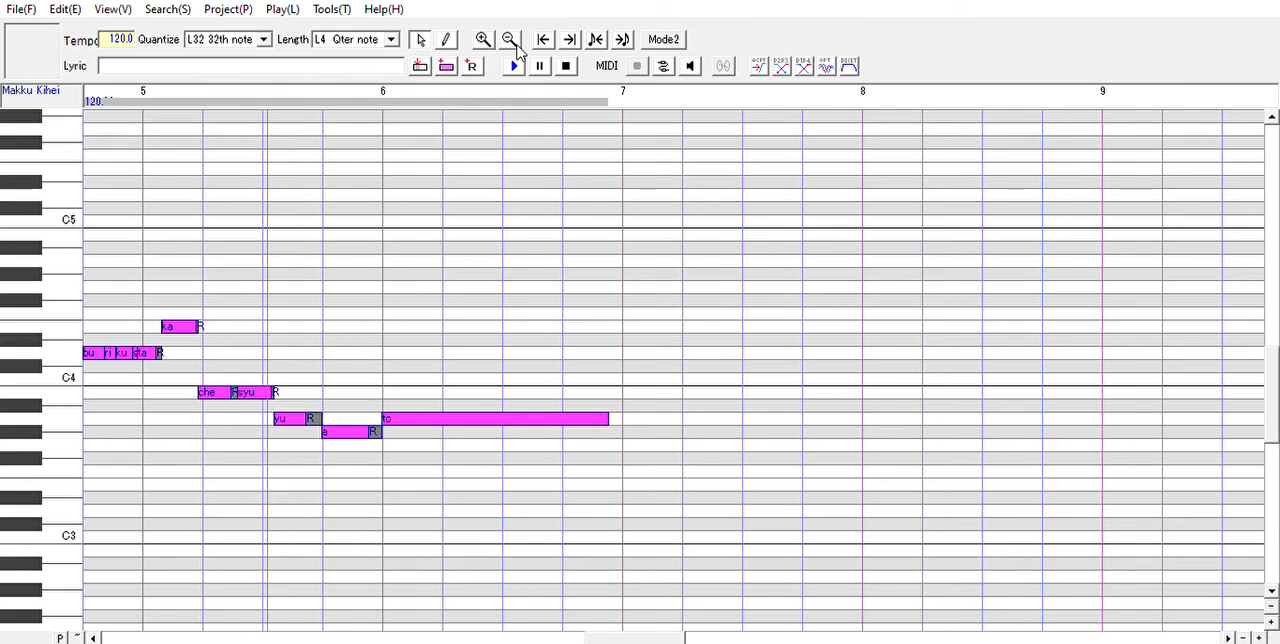 File(F) Edit(E) View(V) Search(S) Project(P) Play(L) Tools(T) Help(H)
Tempo 120.0 Quantize L32 32th note Length L4 Qter note Mode2
Lyric R MIDI
Makku Kihei 5 6 7 8 9
120.
C5
ka R
bu ri ku sta R
C4
che R syu R
yu R to
a R
C3
P ~